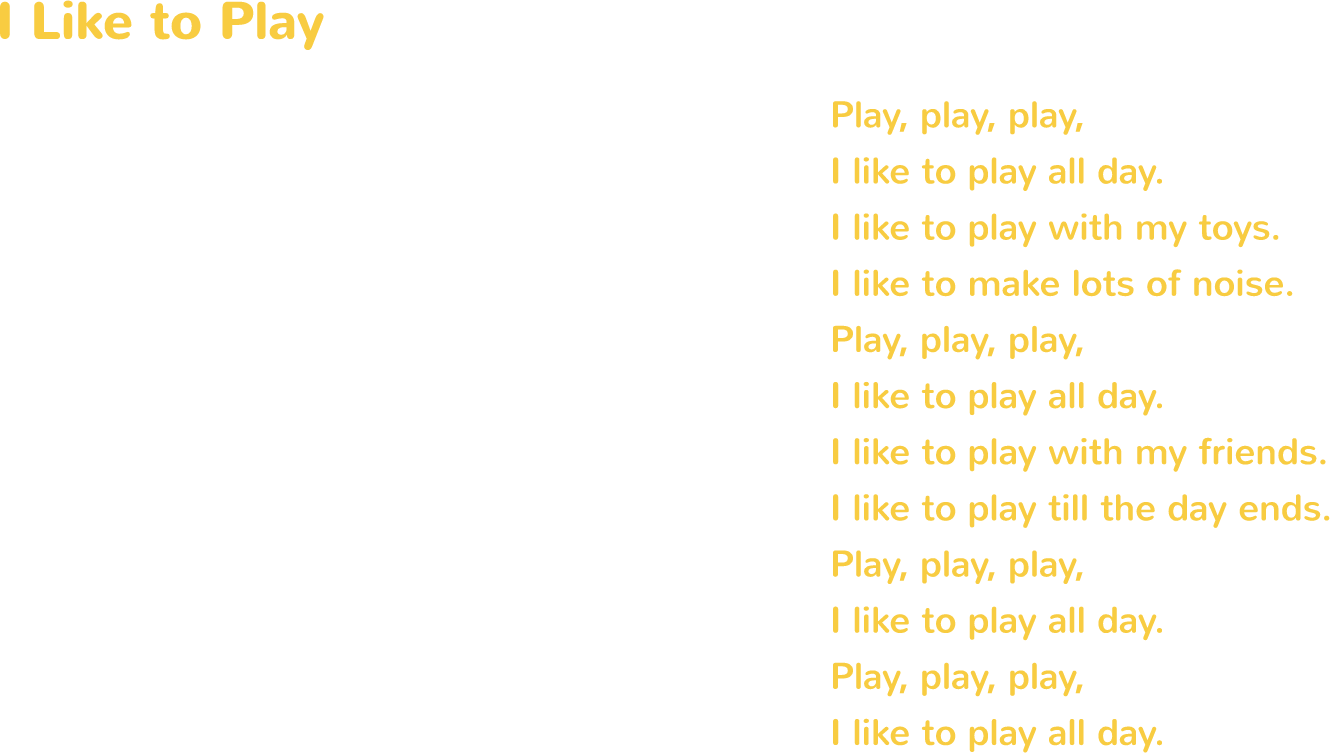 I Like to Play
Play, play, play,
I like to play all day.
I like to play with my toys.
I like to make lots of noise.
Play, play, play,
I like to play all day.
I like to play with my friends.
I like to play till the day ends.
Play, play, play,
I like to play all day.
Play, play, play,
I like to play all day.